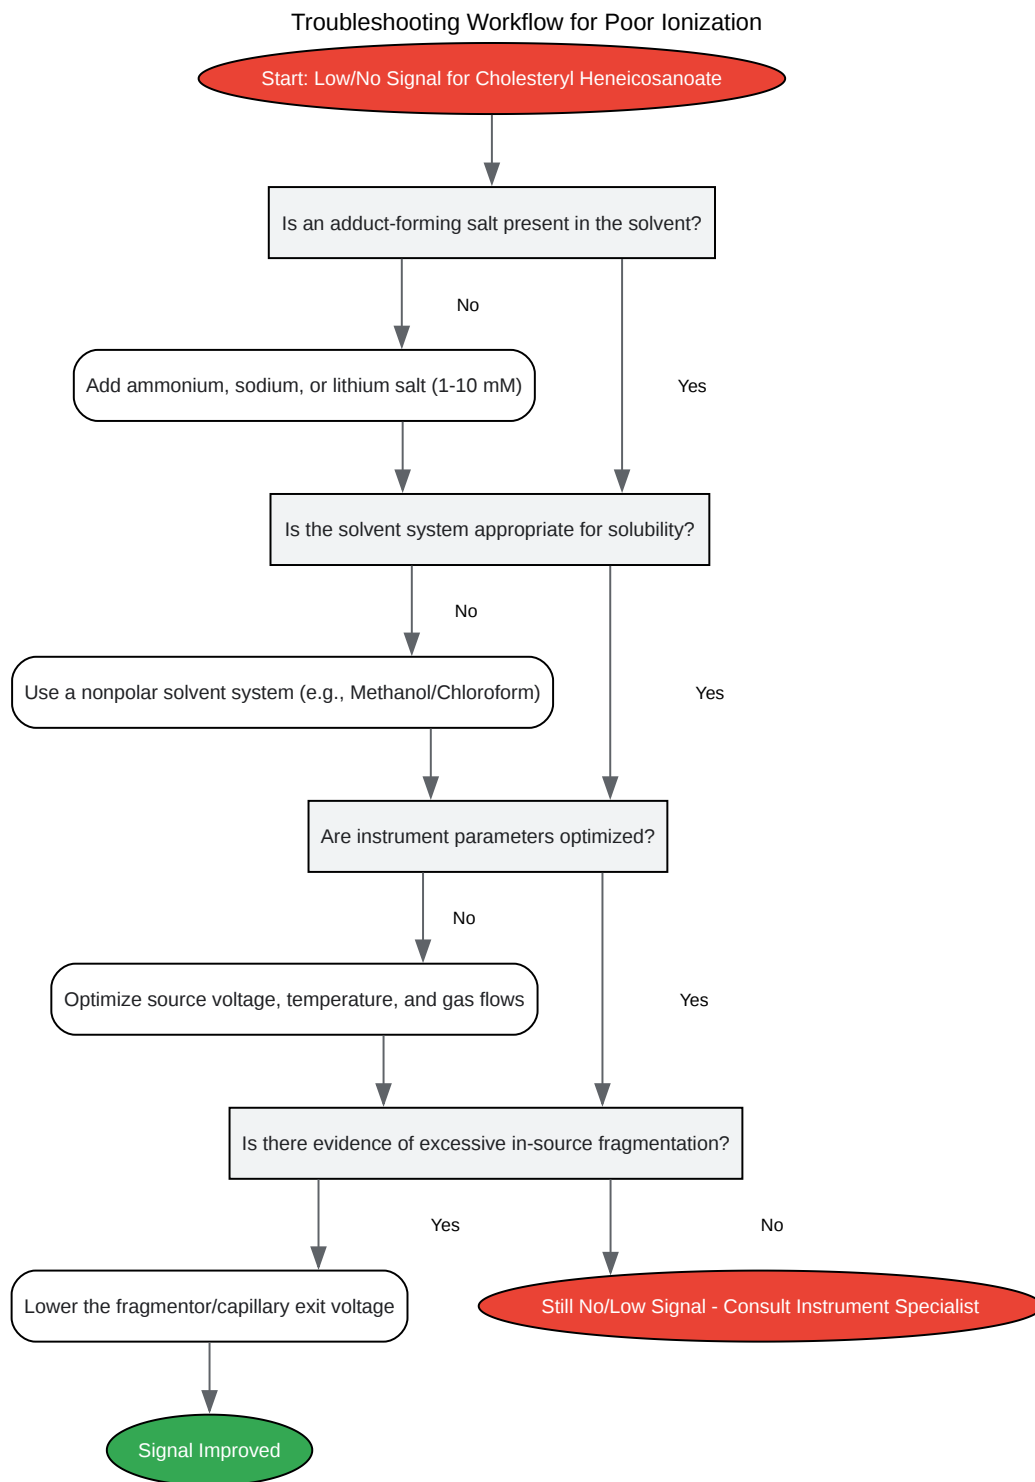 Troubleshooting Workflow for Poor Ionization
Start: Low/No Signal for Cholesteryl Heneicosanoate
Is an adduct-forming salt present in the solvent?
No
Add ammonium, sodium, or lithium salt (1-10 mM)
Yes
Is the solvent system appropriate for solubility?
No
Use a nonpolar solvent system (e.g., Methanol/Chloroform)
Yes
Are instrument parameters optimized?
No
Optimize source voltage, temperature, and gas flows
Yes
Is there evidence of excessive in-source fragmentation?
Yes
No
Lower the fragmentor/capillary exit voltage
Still No/Low Signal - Consult Instrument Specialist
Signal Improved